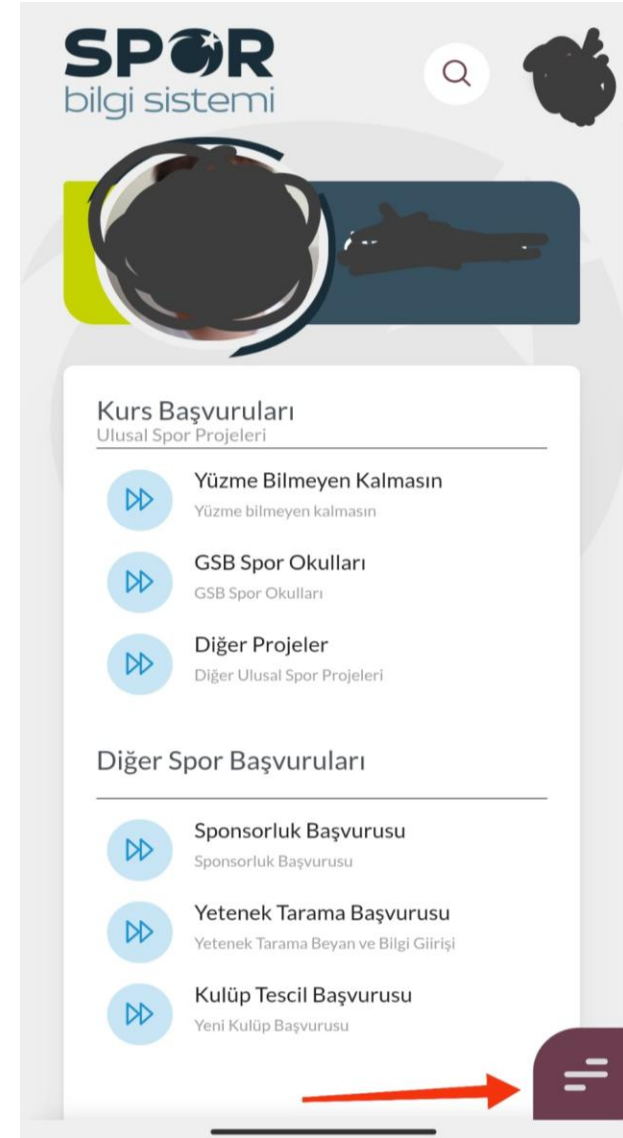 SPOR
bilgi sistemi
Kurs Başvuruları
Ulusal Spor Projeleri
Yüzme Bilmeyen Kalmasın
Yüzme bilmeyen kalmasın
GSB Spor Okulları
GSB Spor Okulları
Diğer Projeler
Diğer Ulusal Spor Projeleri
Diğer Spor Başvuruları
Sponsorluk Başvurusu
Sponsorluk Başvurusu
Yetenek Tarama Başvurusu
Yetenek Tarama Beyan ve Bilgi Giirişi
Kulüp Tescil Başvurusu
Yeni Kulüp Başvurusu